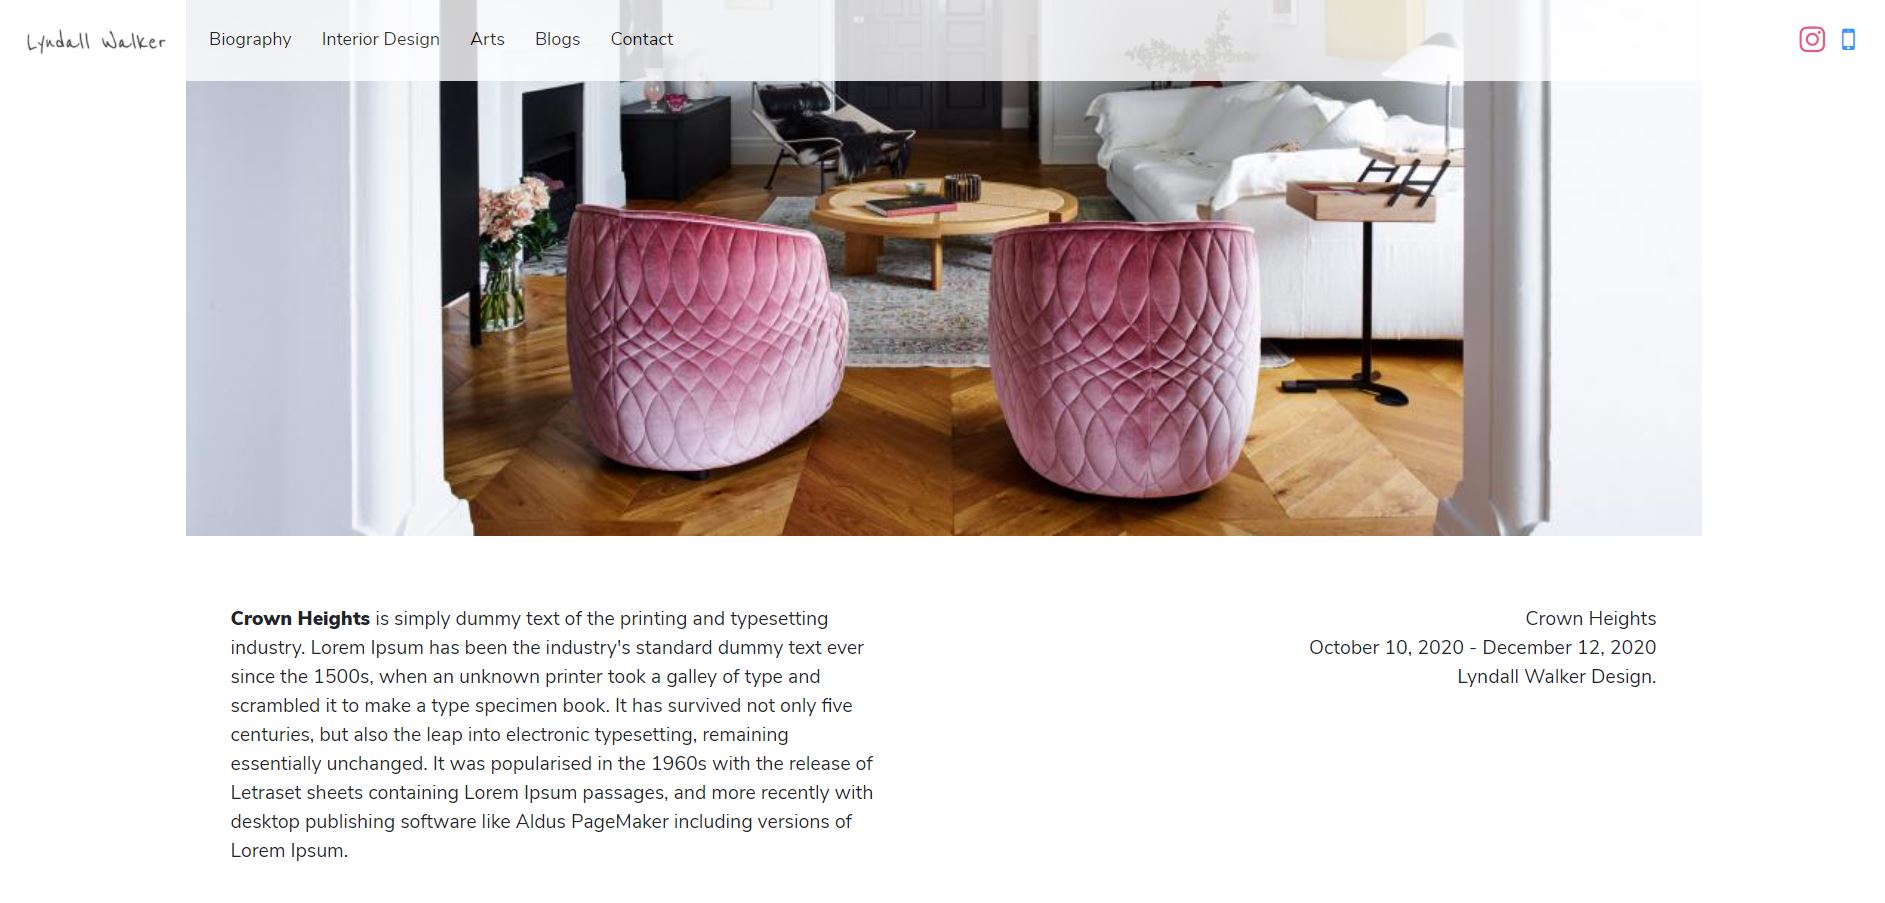 Lyndall Walker
Biography
Interior Design
Arts
Blogs
Contact
Crown Heights is simply dummy text of the printing and typesetting
industry. Lorem Ipsum has been the industry's standard dummy text ever
since the 1500s, when an unknown printer took a galley of type and
scrambled it to make a type specimen book. It has survived not only five
centuries, but also the leap into electronic typesetting, remaining
essentially unchanged. It was popularised in the 1960s with the release of
Letraset sheets containing Lorem Ipsum passages, and more recently with
desktop publishing software like Aldus PageMaker including versions of
Lorem Ipsum.
Crown Heights
October 10, 2020 - December 12, 2020
Lyndall Walker Design.